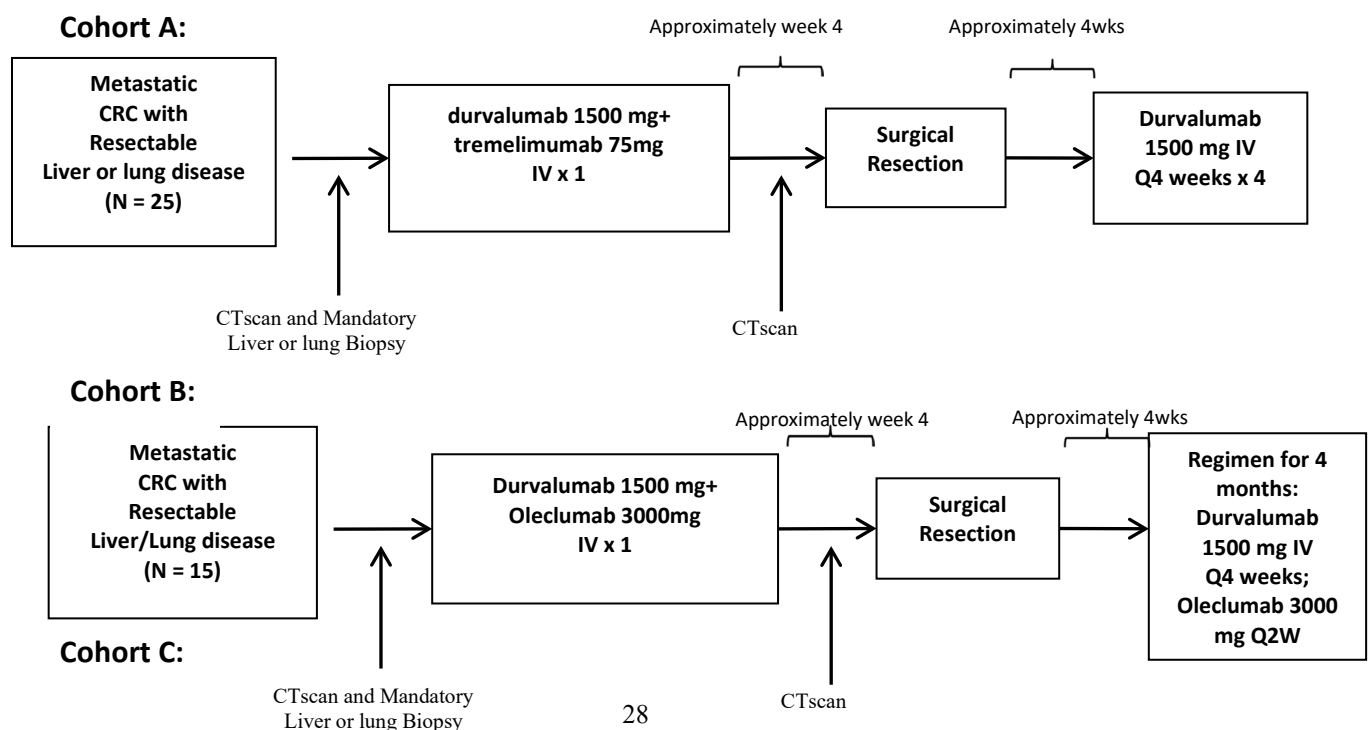 Cohort A:
Approximately week 4
Approximately 4wks
Metastatic
CRC with
Resectable
Liver or lung disease
(N = 25)
durvalumab 1500 mg+
tremelimumab 75mg
IV x 1
Surgical
Resection
Durvalumab
1500 mg IV
Q4 weeks x 4
CTscan and Mandatory
Liver or lung Biopsy
CTscan
Cohort B:
Approximately week 4
Approximately 4wks
Metastatic
CRC with
Resectable
Liver/Lung disease
(N = 15)
Durvalumab 1500 mg+
Oleclumab 3000mg
IV x 1
Surgical
Resection
Regimen for 4
months:
Durvalumab
1500 mg IV
Q4 weeks;
Oleclumab 3000
mg Q2W
Cohort C:
CTscan and Mandatory
Liver or lung Biopsy
CTscan
28